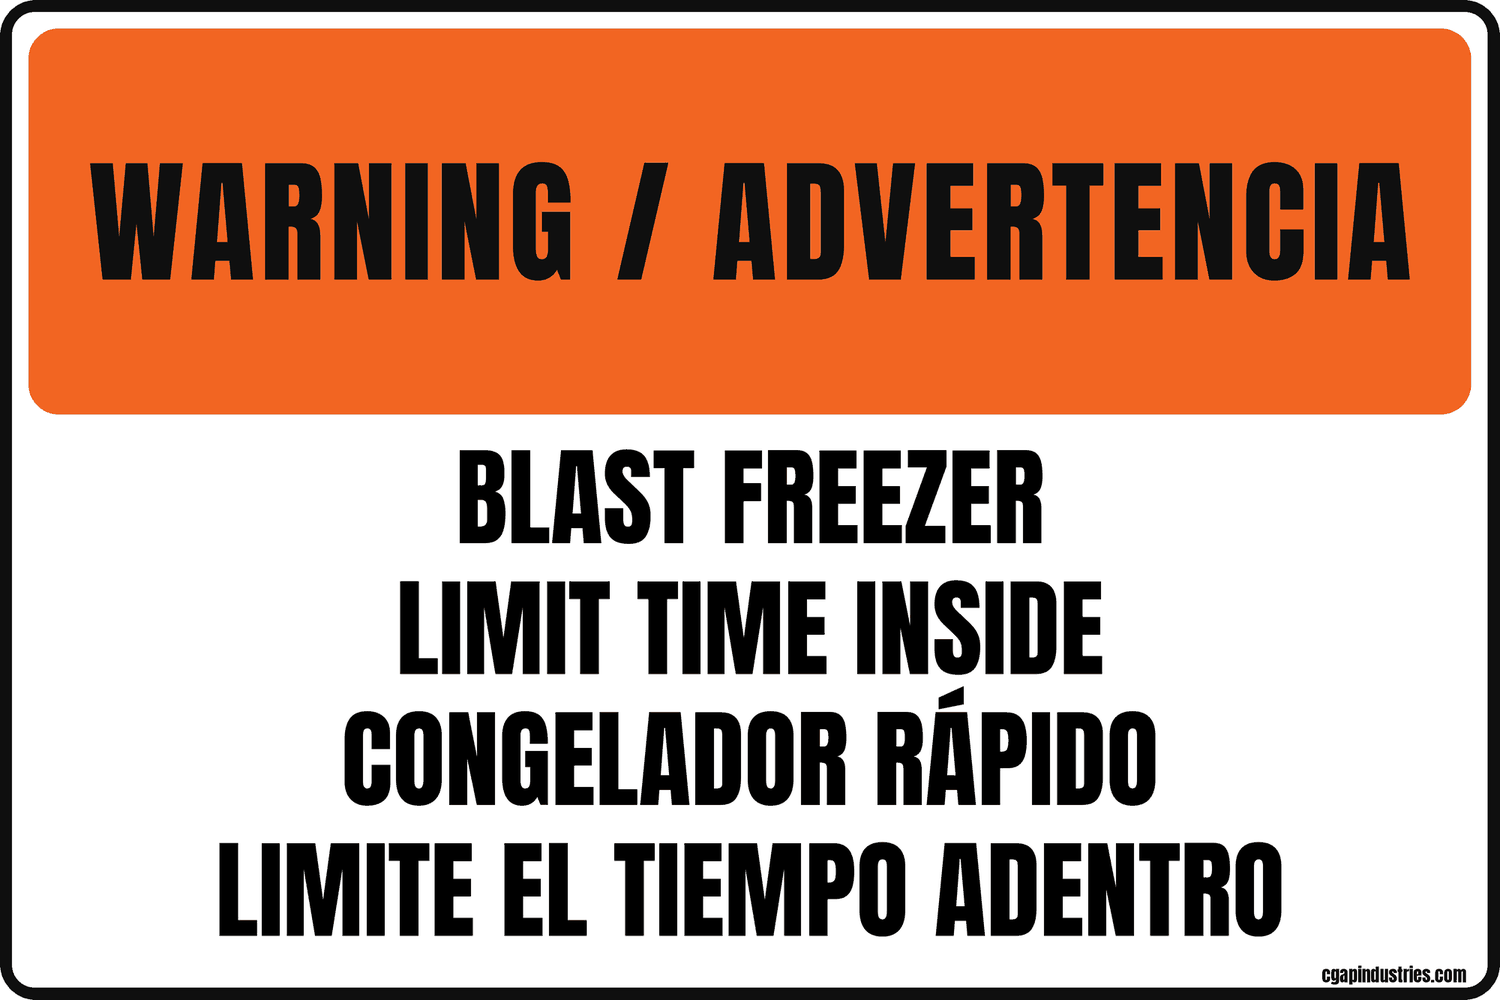 WARNING / ADVERTENCIA
BLAST FREEZER
LIMIT TIME INSIDE
CONGELADOR RÁPIDO
LIMITE EL TIEMPO ADENTRO
cgapindustries.com